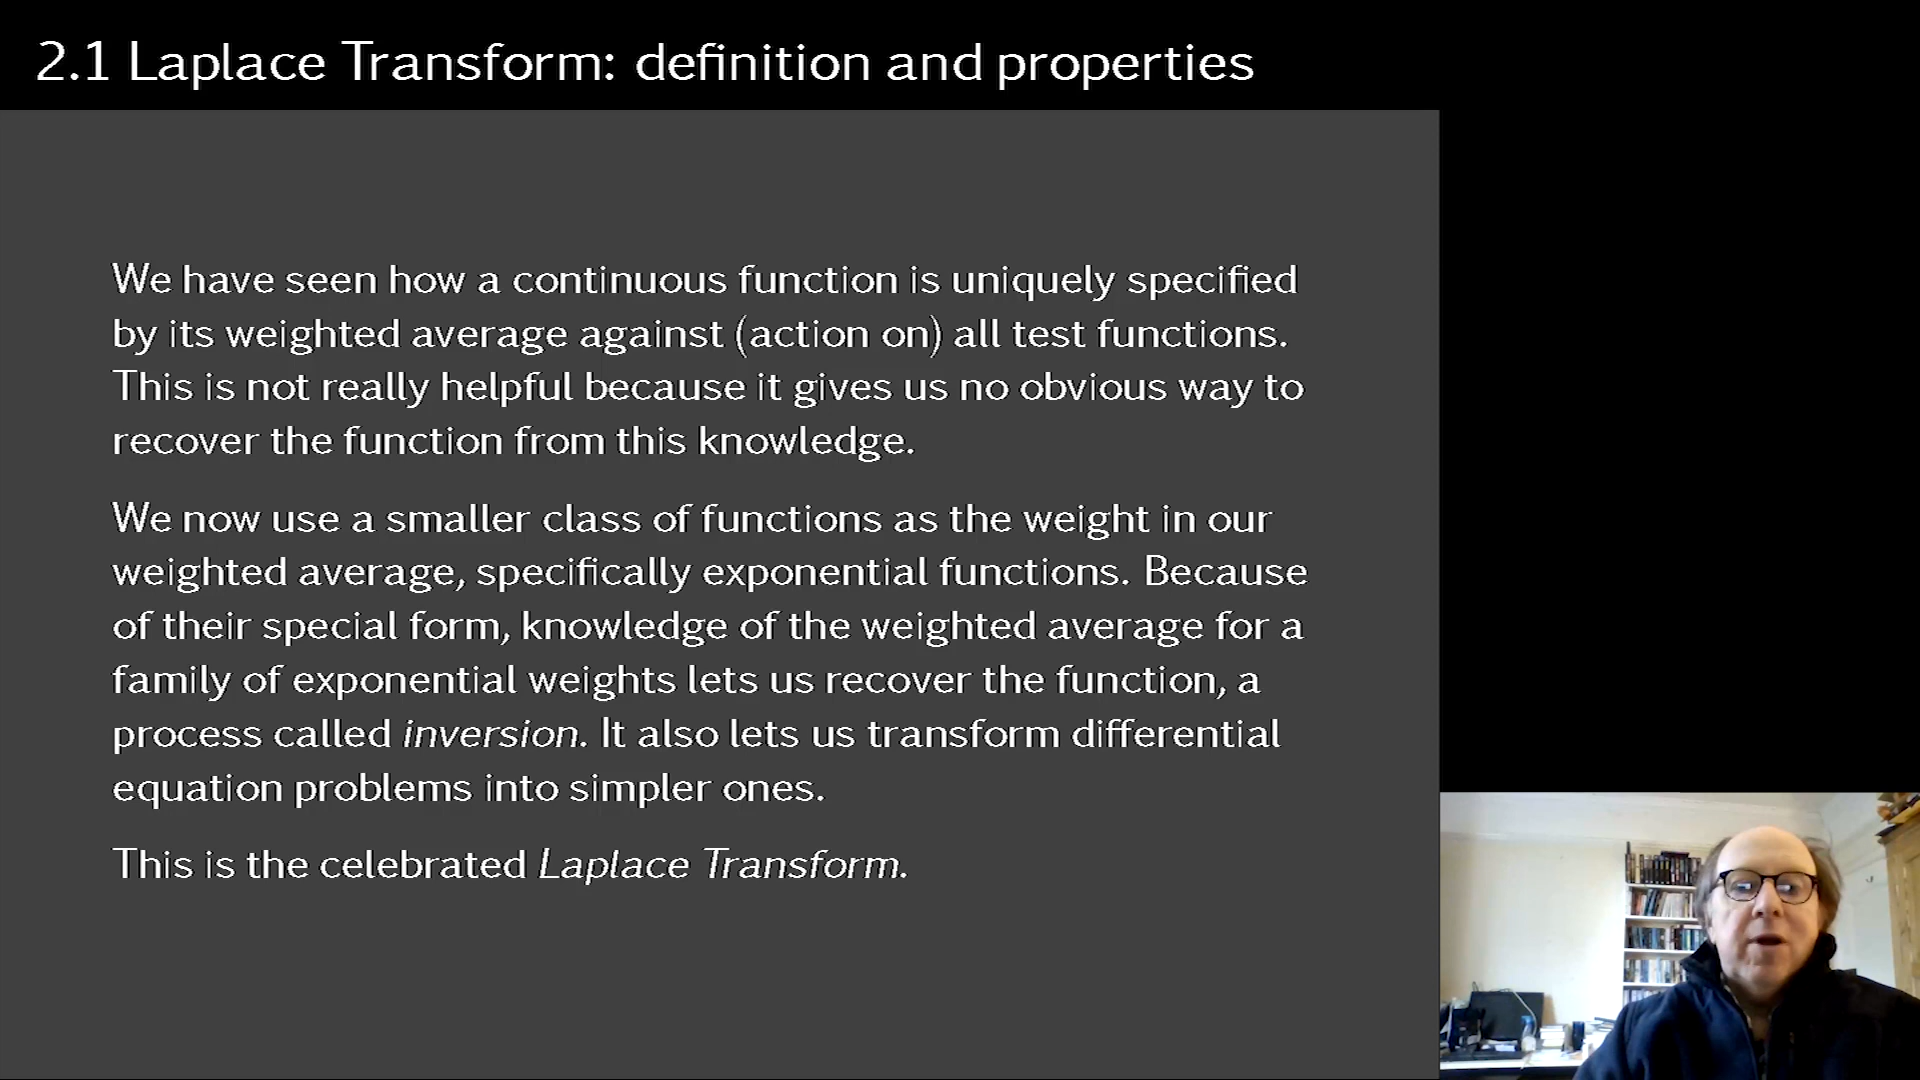 2.1 Laplace Transform: definition and properties
We have seen how a continuous function is uniquely specified
by its weighted average against (action on) all test functions.
This is not really helpful because it gives us no obvious way to
recover the function from this knowledge.
We now use a smaller class of functions as the weight in our
weighted average, specifically exponential functions. Because
of their special form, knowledge of the weighted average for a
family of exponential weights lets us recover the function, a
process called inversion. It also lets us transform differential
equation problems into simpler ones.
This is the celebrated Laplace Transform.